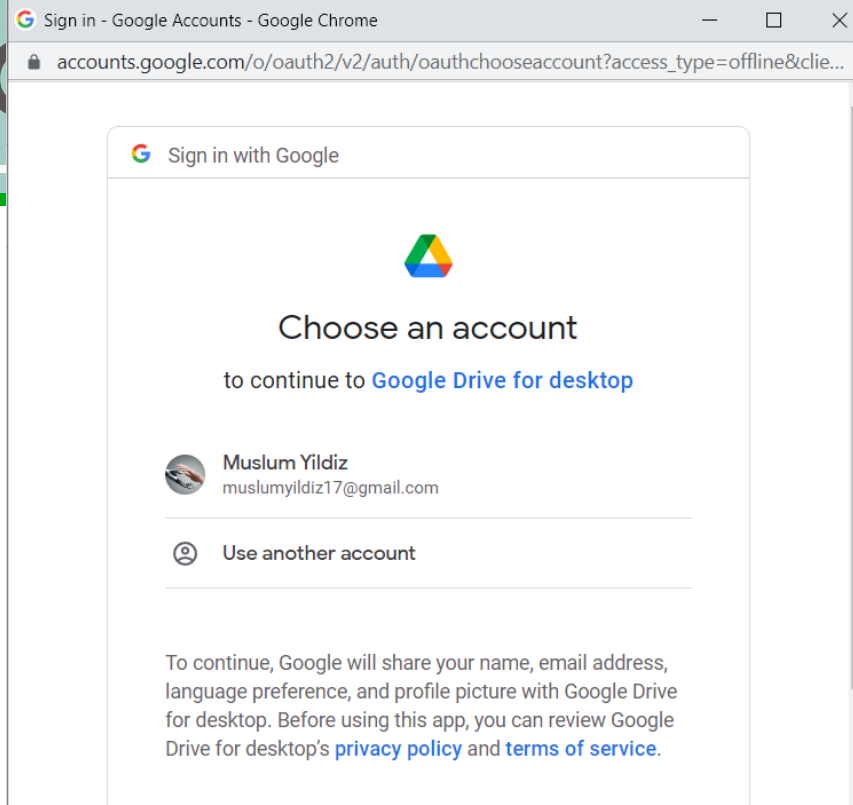 Sign in - Google Accounts - Google Chrome
accounts.google.com/o/oauth2/v2/auth/oauthchooseaccount?access_type=offline&clie...
Sign in with Google
Choose an account
to continue to Google Drive for desktop
Muslum Yildiz
muslumyildiz17@gmail.com
Use another account
To continue, Google will share your name, email address,
language preference, and profile picture with Google Drive
for desktop. Before using this app, you can review Google
Drive for desktop's privacy policy and terms of service.